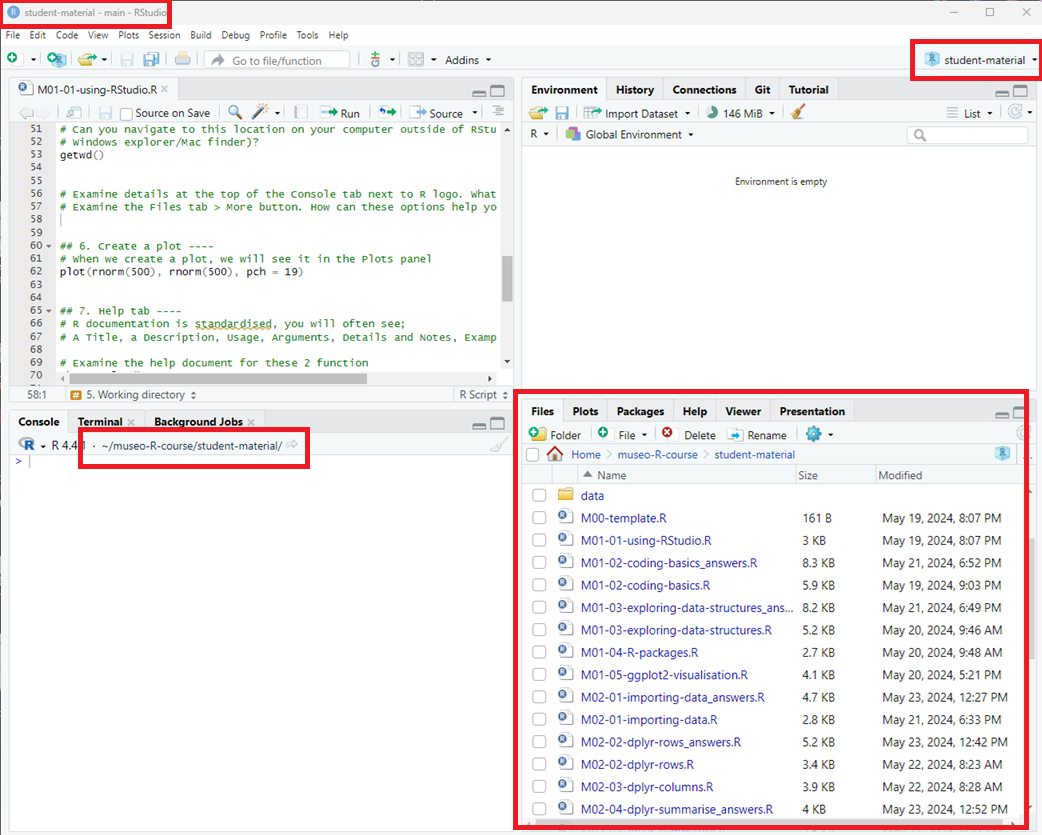 student-material - main - RStudio
File Edit Code View Plots Session Build Debug Profile Tools Help
Go to file/function Addins student-material
M01-01-using-RStudio.R
Source on Save Run Source
51 # Can you navigate to this location on your computer outside of RStu
52 # Windows explorer/Mac finder)?
53 getwd()
54
55
56 # Examine details at the top of the Console tab next to R logo. What
57 # Examine the Files tab > More button. How can these options help yo
58
59
60 ## 6. Create a plot ----
61 # When we create a plot, we will see it in the Plots panel
62 plot(rnorm(500), rnorm(500), pch = 19)
63
64
65 ## 7. Help tab ----
66 # R documentation is standardised, you will often see;
67 # A Title, a Description, Usage, Arguments, Details and Notes, Examp
68
69 # Examine the help document for these 2 function
70
58:1 # 5. Working directory R Script
Console Terminal Background Jobs
R R 4.4 · ~/museo-R-course/student-material/
>
Environment History Connections Git Tutorial
Import Dataset 146 MiB List
R Global Environment
Environment is empty
Files Plots Packages Help Viewer Presentation
Folder File Delete Rename
Home museo-R-course student-material
Name Size Modified
data
M00-template.R 161 B May 19, 2024, 8:07 PM
M01-01-using-RStudio.R 3 KB May 19, 2024, 8:07 PM
M01-02-coding-basics_answers.R 8.3 KB May 21, 2024, 6:52 PM
M01-02-coding-basics.R 5.9 KB May 19, 2024, 9:03 PM
M01-03-exploring-data-structures_ans... 8.2 KB May 21, 2024, 6:49 PM
M01-03-exploring-data-structures.R 5.2 KB May 20, 2024, 9:46 AM
M01-04-R-packages.R 2.7 KB May 20, 2024, 9:48 AM
M01-05-ggplot2-visualisation.R 4.1 KB May 20, 2024, 5:21 PM
M02-01-importing-data_answers.R 4.7 KB May 23, 2024, 12:27 PM
M02-01-importing-data.R 2.8 KB May 21, 2024, 6:33 PM
M02-02-dplyr-rows_answers.R 5.2 KB May 23, 2024, 12:42 PM
M02-02-dplyr-rows.R 3.4 KB May 22, 2024, 8:23 AM
M02-03-dplyr-columns.R 3.9 KB May 22, 2024, 8:28 AM
M02-04-dplyr-summarise_answers.R 4 KB May 23, 2024, 12:52 PM